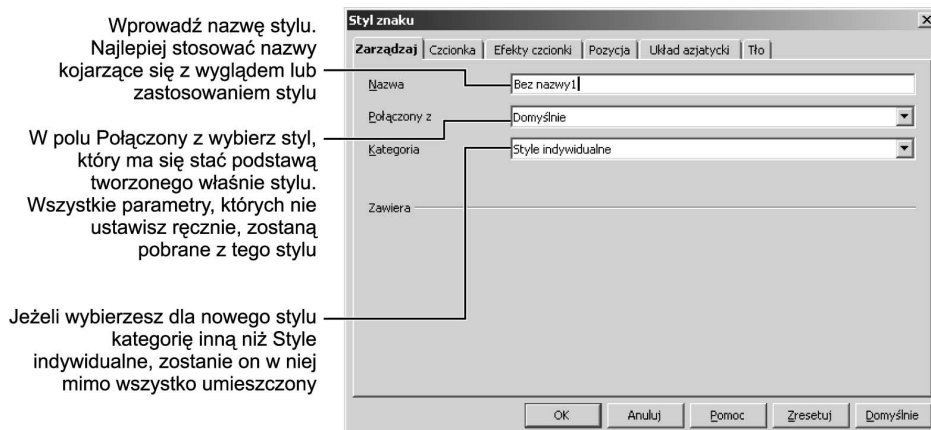 Wprowadź nazwę stylu.
Najlepiej stosować nazwy
kojarzące się z wyglądem lub
zastosowaniem stylu
W polu Połączony z wybierz styl,
który ma się stać podstawą
tworzonego właśnie stylu.
Wszystkie parametry, których nie
ustawisz ręcznie, zostaną
pobrane z tego stylu
Jeżeli wybierzesz dla nowego stylu
kategorię inną niż Style
indywidualne, zostanie on w niej
mimo wszystko umieszczony
Styl znaku
Zarządzaj Czcionka Efekty czcionki Pozycja Układ azjatycki Tło
Nazwa Bez nazwy1
Połączony z Domyślnie
Kategoria Style indywidualne
Zawiera
OK Anuluj Pomoc Zresetuj Domyślnie